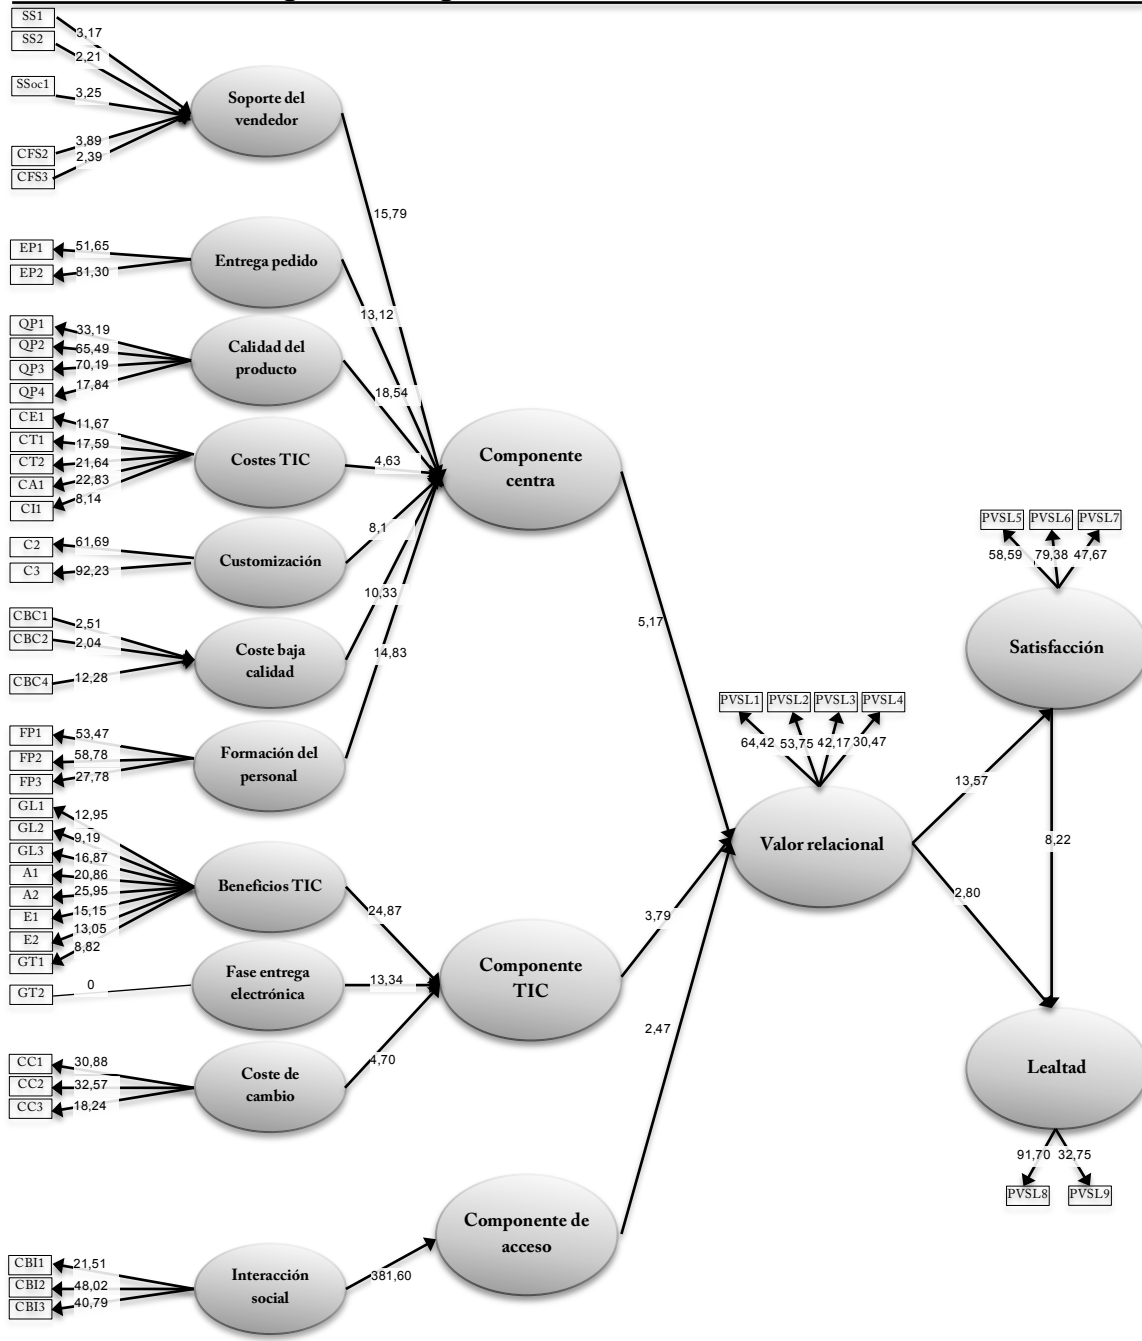 SS1
3,17
SS2
2,21
SSoc1
3,25
CFS2
3,89
CFS3
2,39
Soporte del
vendedor
15,79
EP1
51,65
EP2
81,30
Entrega pedido
13,12
QP1
33,19
QP2
65,49
QP3
70,19
QP4
17,84
Calidad del
producto
18,54
CE1
11,67
CT1
17,59
CT2
21,64
CA1
22,83
CI1
8,14
Costes TIC
4,63
Componente
centra
C2
61,69
C3
92,23
Customización
8,1
CBC1
2,51
CBC2
2,04
CBC4
12,28
Coste baja
calidad
10,33
FP1
53,47
FP2
58,78
FP3
27,78
Formación del
personal
14,83
5,17
PVSL5
PVSL6
PVSL7
58,59
79,38
47,67
Satisfacción
PVSL1
PVSL2
PVSL3
PVSL4
64,42
53,75
42,17
30,47
Valor relacional
13,57
8,22
2,80
GL1
12,95
GL2
9,19
GL3
16,87
A1
20,86
A2
25,95
E1
15,15
E2
13,05
GT1
8,82
Beneficios TIC
24,87
GT2
0
Fase entrega
electrónica
13,34
Componente
TIC
3,79
CC1
30,88
CC2
32,57
CC3
18,24
Coste de
cambio
4,70
2,47
Lealtad
91,70
32,75
PVSL8
PVSL9
Componente de
acceso
CBI1
21,51
CBI2
48,02
CBI3
40,79
Interacción
social
381,60